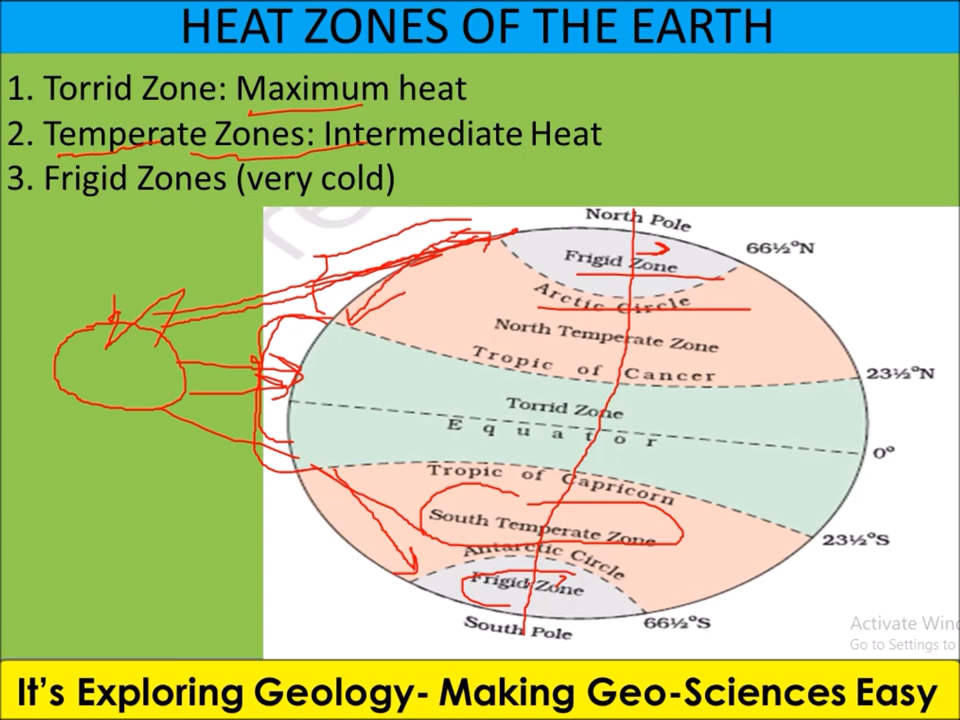 HEAT ZONES OF THE EARTH
1. Torrid Zone: Maximum heat
2. Temperate Zones: Intermediate Heat
3. Frigid Zones (very cold)
North Pole
66½°N
Frigid Zone
Arctic Circle
North Temperate Zone
Tropic of Cancer
23½°N
Torrid Zone
Equator
0°
Tropic of Capricorn
South Temperate Zone
23½°S
Antarctic Circle
Frigid Zone
66½°S
South Pole
Activate Win
Go to Settings to
It's Exploring Geology- Making Geo-Sciences Easy